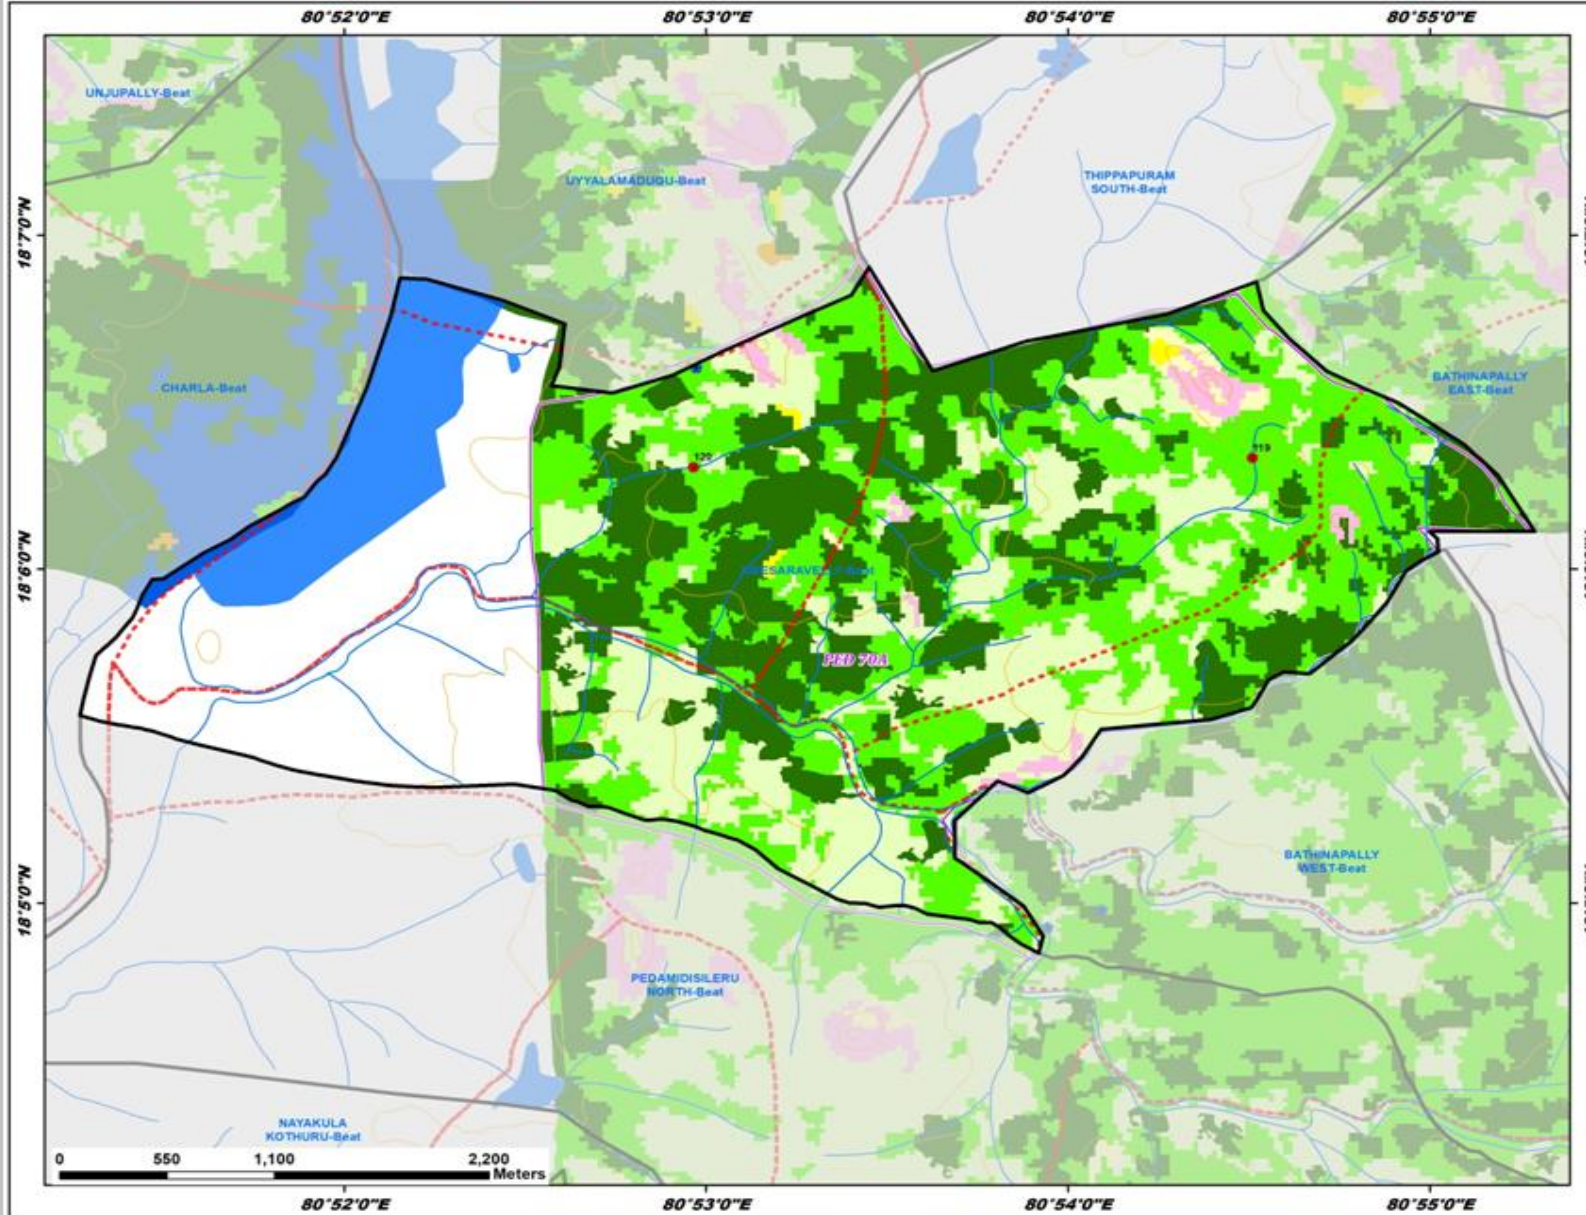 80°52'0"E 80°53'0"E 80°54'0"E 80°55'0"E
UNJUPALLY-Beat
UYYALAMADUGU-Beat
THIPPAPURAM
SOUTH-Beat
18°7'0"N
CHARLA-Beat
BATHINAPALLY
EAST-Beat
18°6'0"N
PED 70A
BATHINAPALLY
WEST-Beat
18°5'0"N
PEDAMIDISILERU
NORTH-Beat
NAYAKULA
KOTHURU-Beat
0 550 1,100 2,200
Meters
80°52'0"E 80°53'0"E 80°54'0"E 80°55'0"E